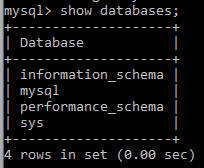 mysql> show databases;
+--------------------+
| Database           |
+--------------------+
| information_schema |
| mysql              |
| performance_schema |
| sys                |
+--------------------+
4 rows in set (0.00 sec)